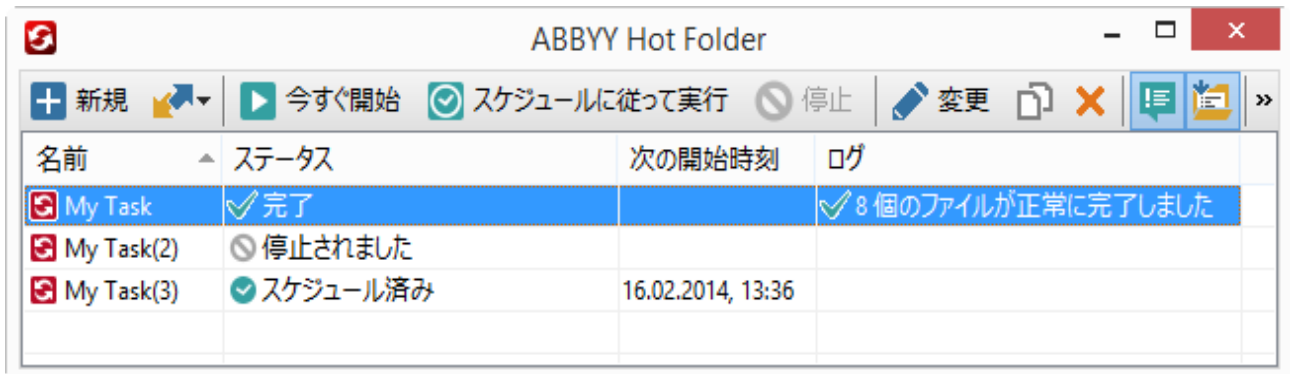 ABBYY Hot Folder
新規 今すぐ開始 スケジュールに従って実行 停止 変更 »
名前 ステータス 次の開始時刻 ログ
My Task 完了 8 個のファイルが正常に完了しました
My Task(2) 停止されました
My Task(3) スケジュール済み 16.02.2014, 13:36